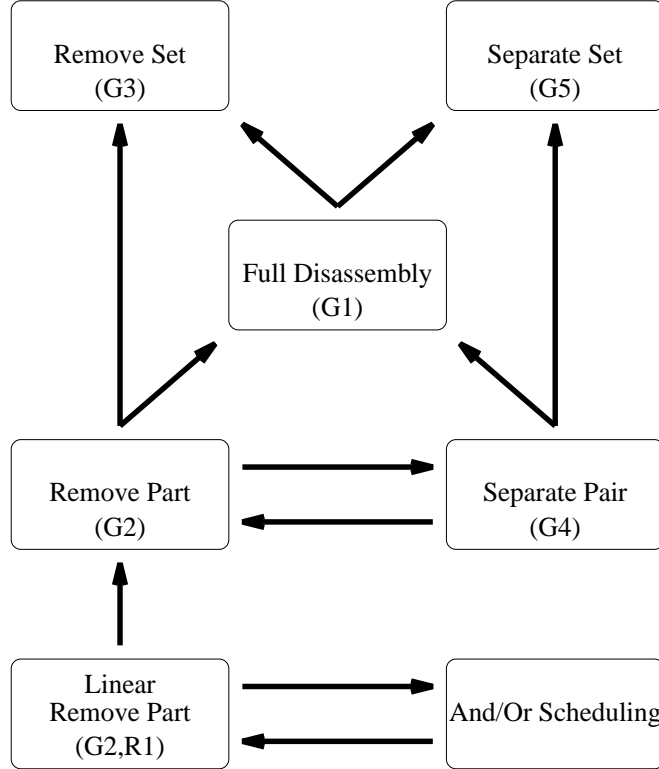 Remove Set
(G3)
Separate Set
(G5)
Full Disassembly
(G1)
Remove Part
(G2)
Separate Pair
(G4)
Linear
Remove Part
(G2,R1)
And/Or Scheduling